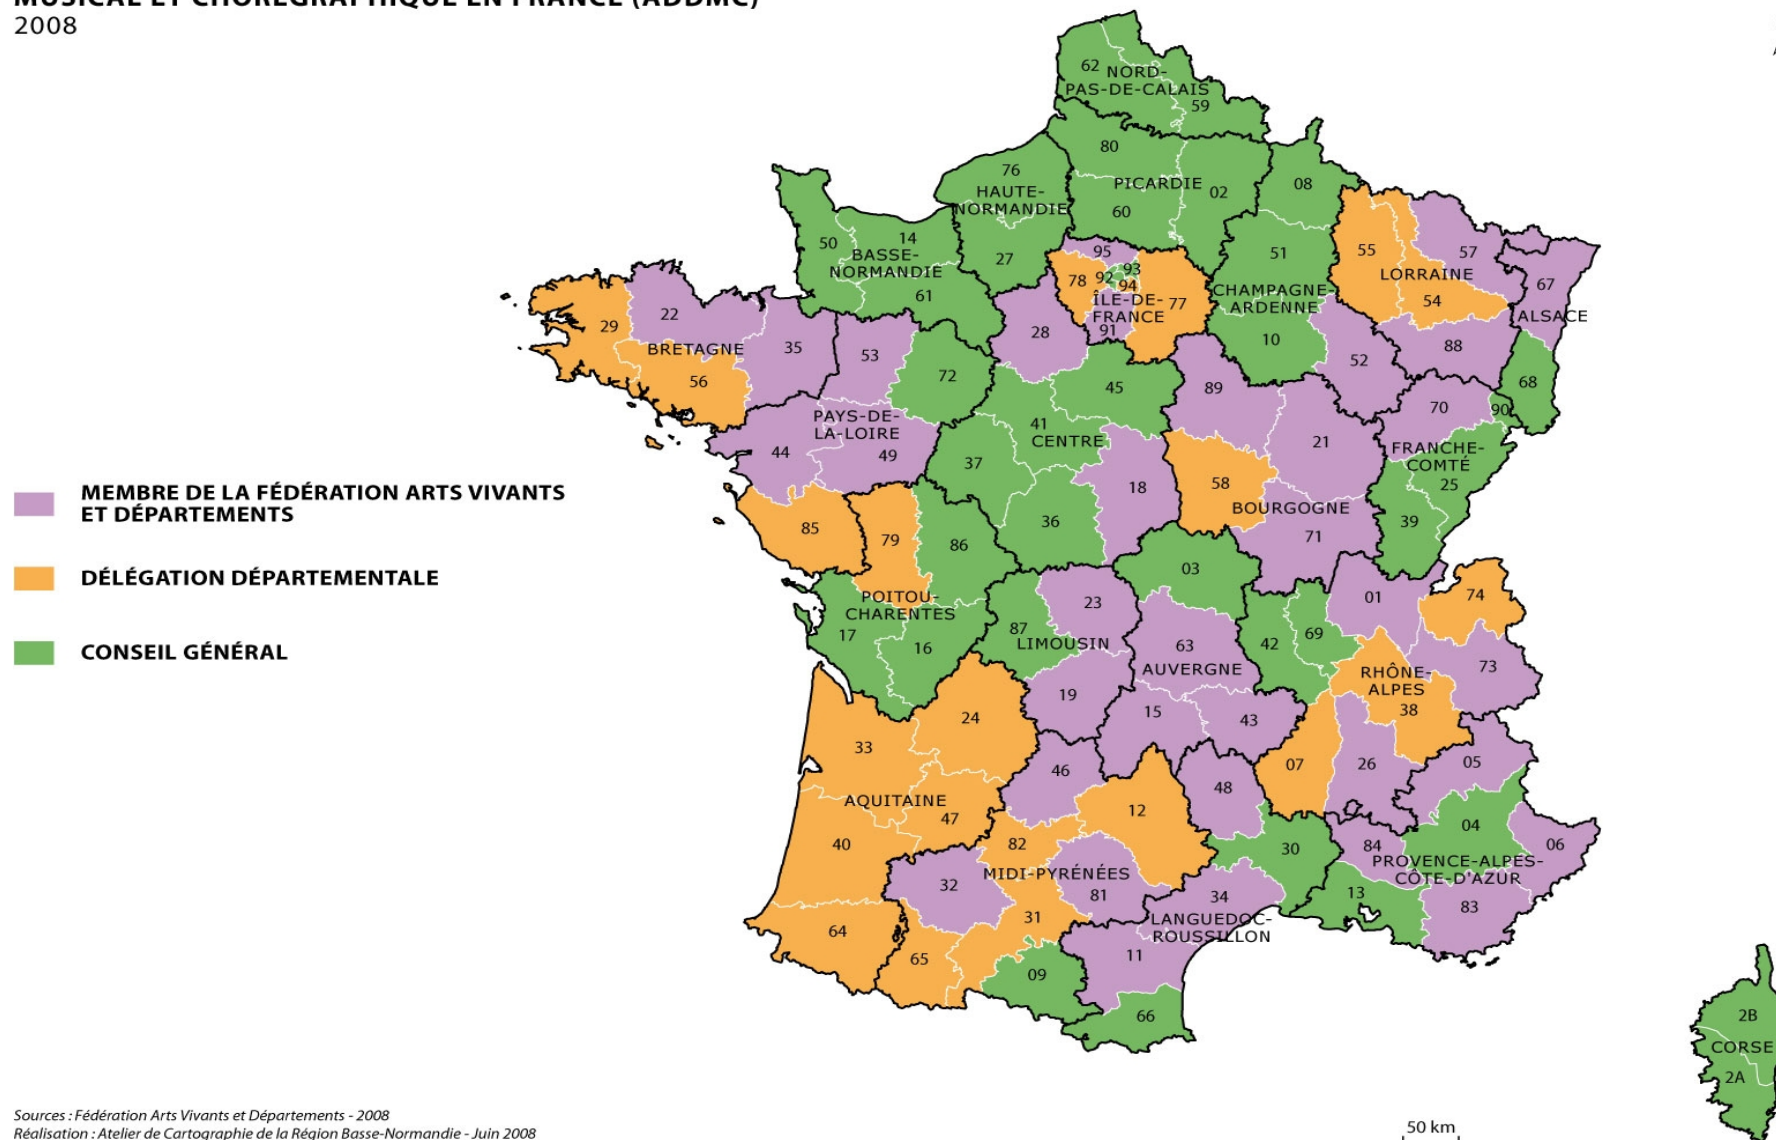 MUSICAL ET CHORÉGRAPHIQUE EN FRANCE (ADDMC)
2008
62 NORD-
PAS-DE-CALAIS
59
80
76
PICARDIE
02
08
HAUTE-
NORMANDIE
60
50
14
BASSE-
NORMANDIE
27
61
95
51
55
57
LORRAINE
78
92
93
94
77
ÎLE-DE-
FRANCE
91
CHAMPAGNE-
ARDENNE
54
67
ALSACE
22
29
BRETAGNE
35
53
28
10
52
88
56
72
45
89
68
70
90
PAYS-DE-
LA-LOIRE
41
CENTRE
21
FRANCHE-
COMTÉ
44
49
37
18
58
25
BOURGOGNE
MEMBRE DE LA FÉDÉRATION ARTS VIVANTS
ET DÉPARTEMENTS
85
79
86
36
71
39
DÉLÉGATION DÉPARTEMENTALE
03
01
74
POITOU-
CHARENTES
23
17
16
87
LIMOUSIN
63
AUVERGNE
42
69
CONSEIL GÉNÉRAL
73
RHÔNE-
ALPES
38
19
15
43
24
33
46
48
07
26
05
AQUITAINE
47
12
40
82
30
84
04
06
PROVENCE-ALPES-
CÔTE-D'AZUR
MIDI-PYRÉNÉES
32
81
34
13
83
31
LANGUEDOC-
ROUSSILLON
64
65
09
11
66
2B
CORSE
2A
Sources : Fédération Arts Vivants et Départements - 2008
Réalisation : Atelier de Cartographie de la Région Basse-Normandie - Juin 2008
50 km